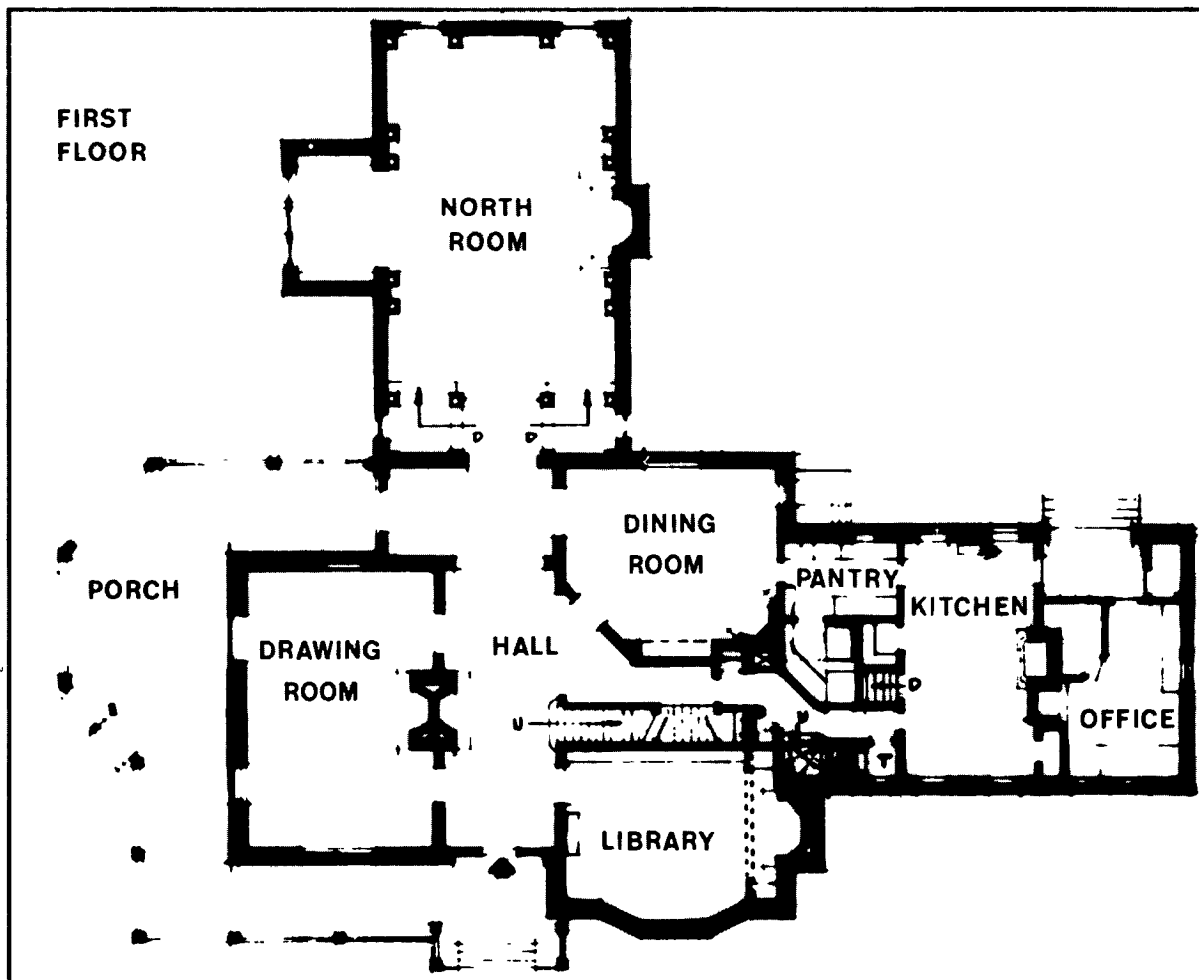 FIRST
FLOOR
NORTH
ROOM
D D
DINING
ROOM
PANTRY
PORCH
KITCHEN
DRAWING
ROOM
HALL
D
U
U
OFFICE
T
LIBRARY